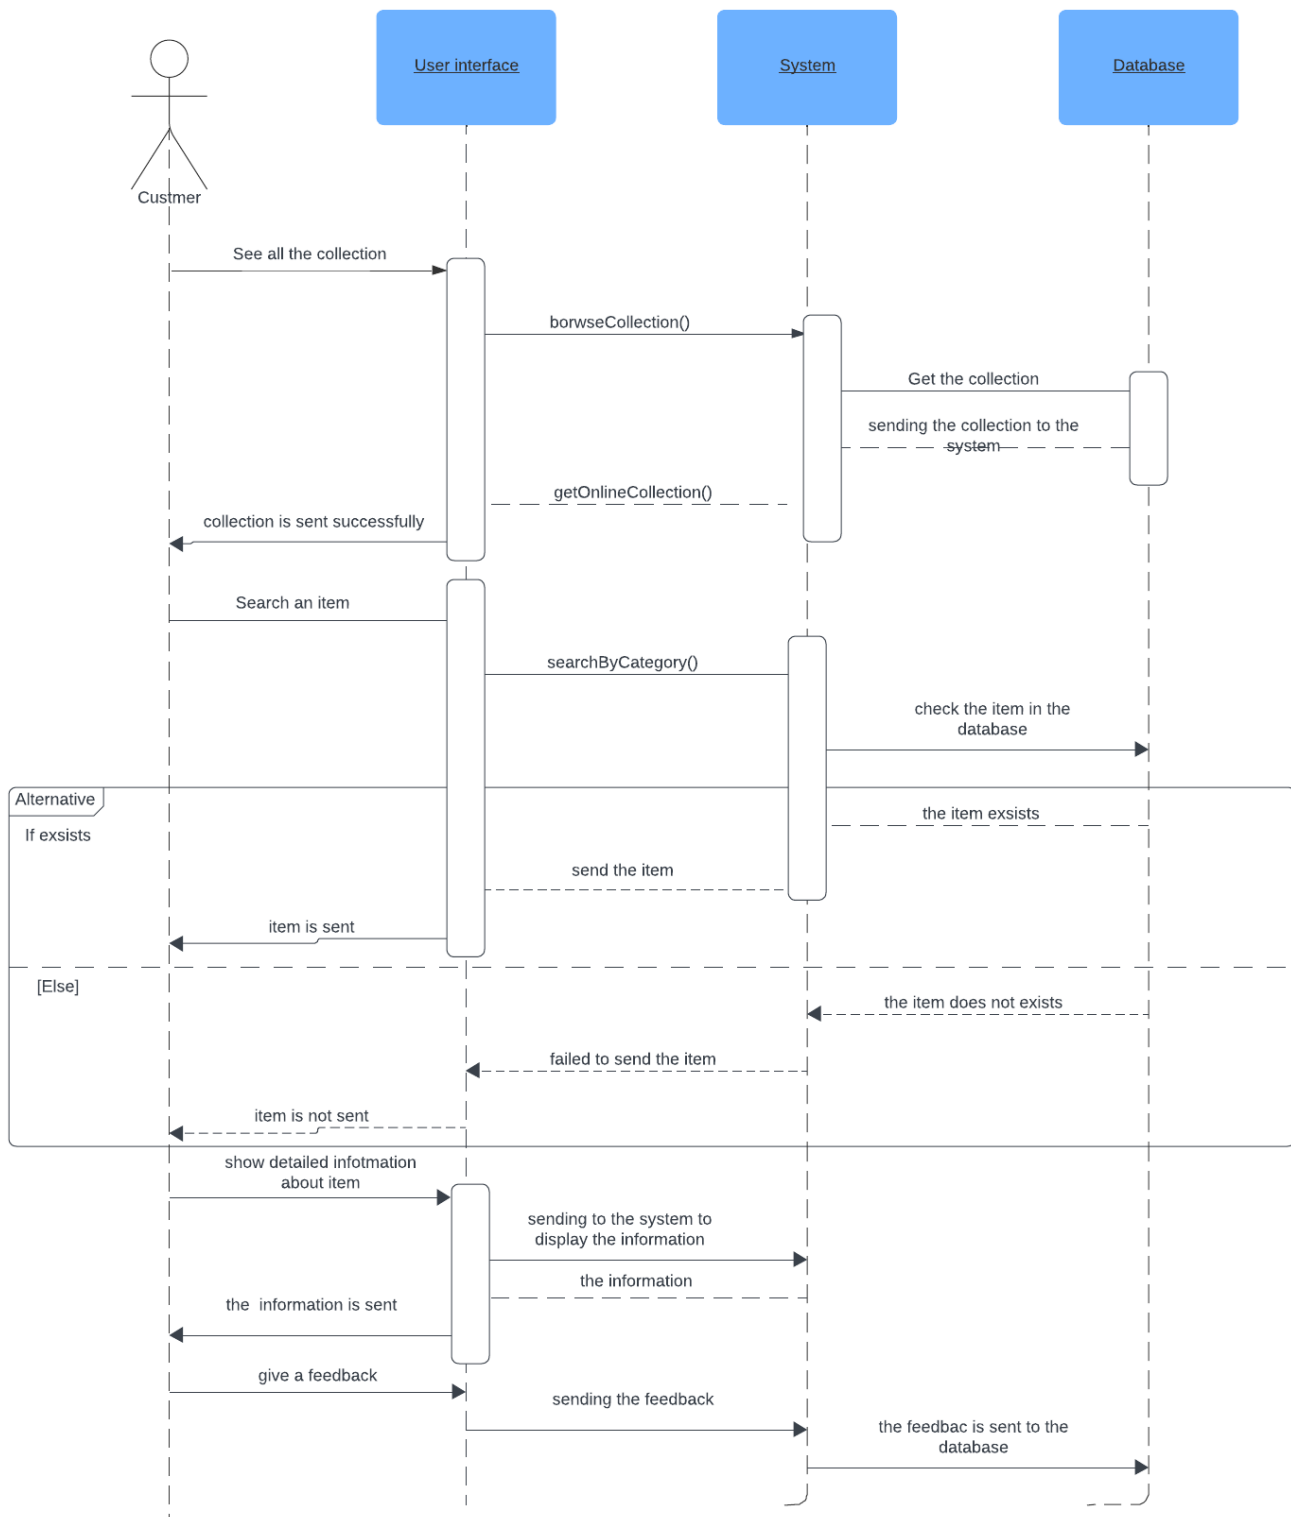 User interface
System
Database
Custmer
See all the collection
borwseCollection()
Get the collection
sending the collection to the
system
getOnlineCollection()
collection is sent successfully
Search an item
searchByCategory()
check the item in the
database
Alternative
If exsists
the item exsists
send the item
item is sent
[Else]
the item does not exists
failed to send the item
item is not sent
show detailed infotmation
about item
sending to the system to
display the information
the information
the  information is sent
give a feedback
sending the feedback
the feedbac is sent to the
database